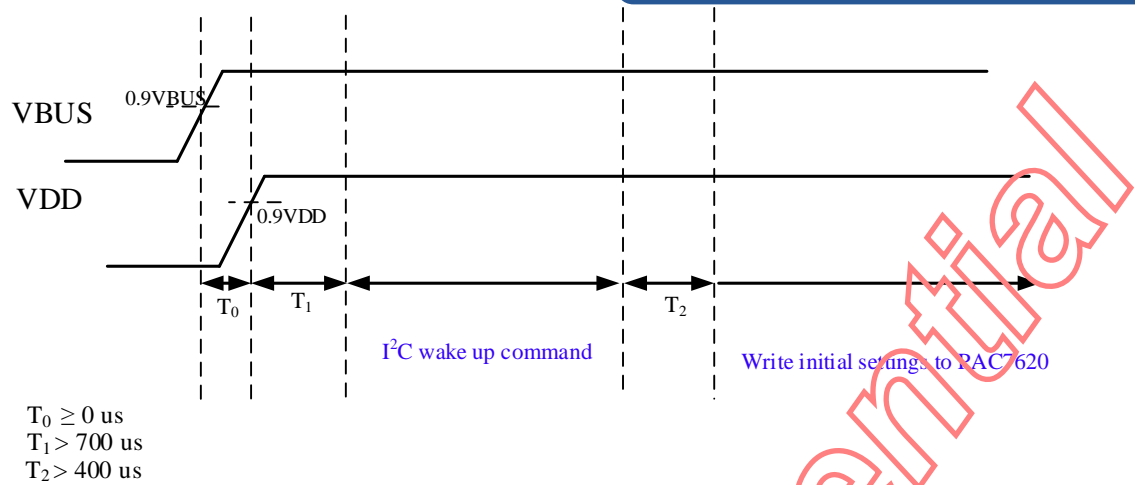 VBUS
0.9VBUS
VDD
0.9VDD
T₀
T₁
T₂
I²C wake up command
Write initial settings to PAC7620
T₀ ≥ 0 us
T₁ > 700 us
T₂ > 400 us
ential